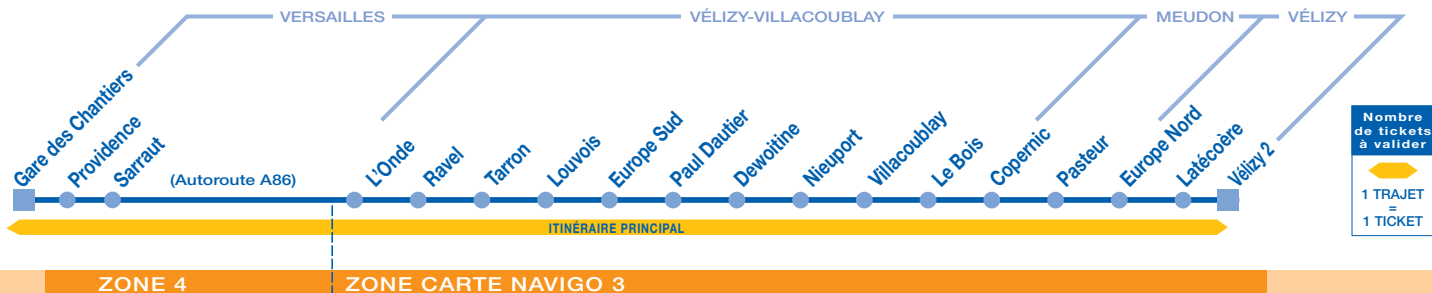 VERSAILLES
VÉLIZY-VILLACOUBLAY
MEUDON
VÉLIZY
Gare des Chantiers
Providence
Sarraut
(Autoroute A86)
L'Onde
Ravel
Tarron
Louvois
Europe Sud
Paul Dautier
Dewoitine
Nieuport
Villacoublay
Le Bois
Copernic
Pasteur
Europe Nord
Latécoère
Vélizy 2
ITINÉRAIRE PRINCIPAL
ZONE 4
ZONE CARTE NAVIGO 3
Nombre
de tickets
à valider
1 TRAJET
=
1 TICKET